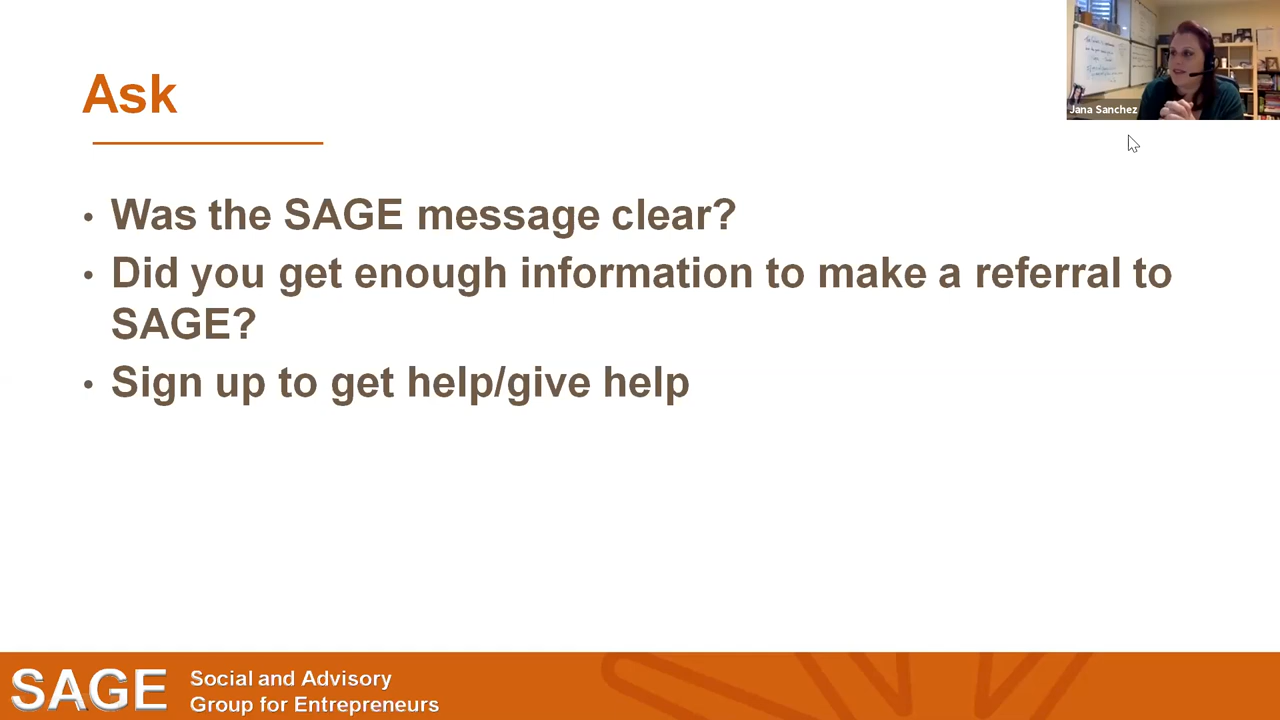 Ask
Jana Sanchez
• Was the SAGE message clear?
• Did you get enough information to make a referral to
SAGE?
• Sign up to get help/give help
SAGE
Social and Advisory
Group for Entrepreneurs